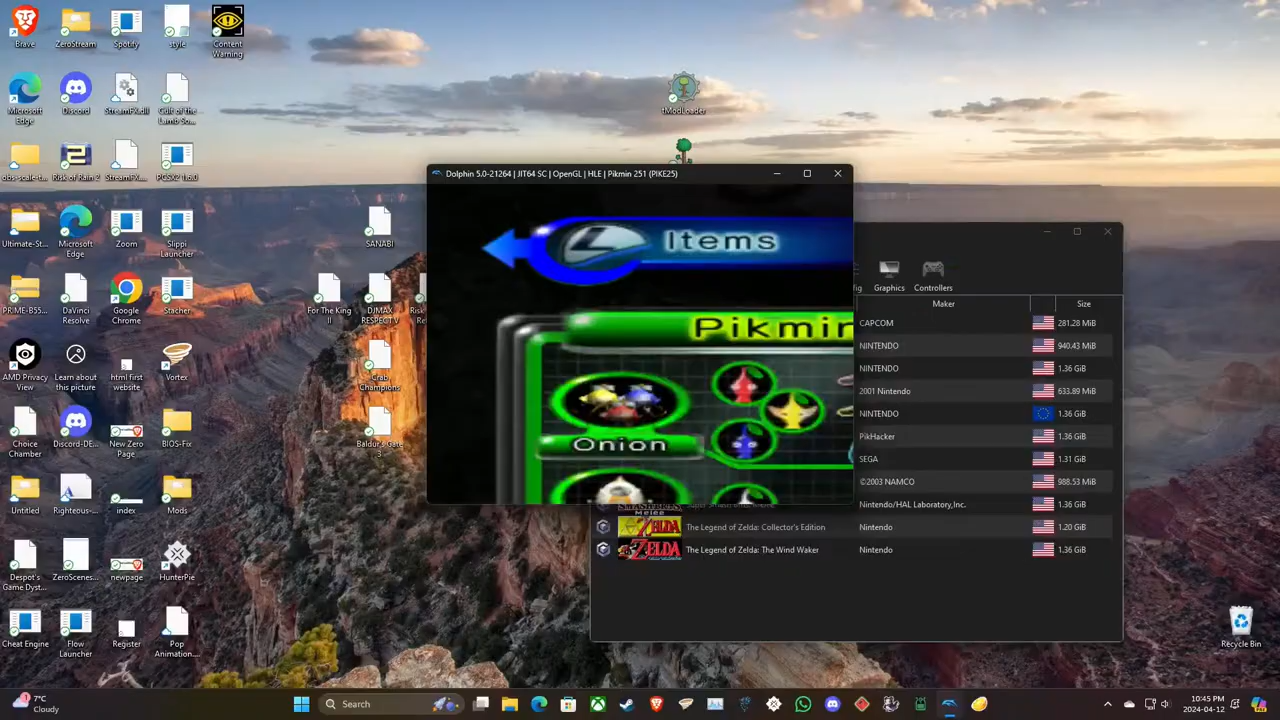 Brave
ZeroStream
Spotify
style
Content
Warning
Microsoft
Edge
Discord
StreamFX.dll
Cult of the
Lamb So...
tModLoader
obs-scale-t...
Risk of Rain 2
StreamFX...
PCSX2 1.6.0
Dolphin 5.0-21264 | JIT64 SC | OpenGL | HLE | Pikmin 251 (PIKE25)
Items
Pikmin
Onion
Ultimate-St...
Microsoft
Edge
Zoom
Slippi
Launcher
SANABI
PRIME-B55...
DaVinci
Resolve
Google
Chrome
Stacher
For The King
II
DJMAX
RESPECT V
Graphics
Controllers
Maker
Size
CAPCOM
281.28 MiB
NINTENDO
940.43 MiB
NINTENDO
1.36 GiB
2001 Nintendo
633.89 MiB
NINTENDO
1.36 GiB
PikHacker
1.36 GiB
SEGA
1.31 GiB
©2003 NAMCO
988.53 MiB
Nintendo/HAL Laboratory,Inc.
1.36 GiB
The Legend of Zelda: Collector's Edition
Nintendo
1.20 GiB
The Legend of Zelda: The Wind Waker
Nintendo
1.36 GiB
AMD Privacy
View
Learn about
this picture
html first
website
Vortex
Crab
Champions
Choice
Chamber
Discord-DE...
New Zero
Page
BIOS-Fix
Baldur's Gate
3
Untitled
Righteous-...
index
Mods
Despot's
Game Dyst...
ZeroScenes...
newpage
HunterPie
Cheat Engine
Flow
Launcher
Register
Pop
Animation....
Recycle Bin
7°C
Cloudy
Search
10:45 PM
2024-04-12